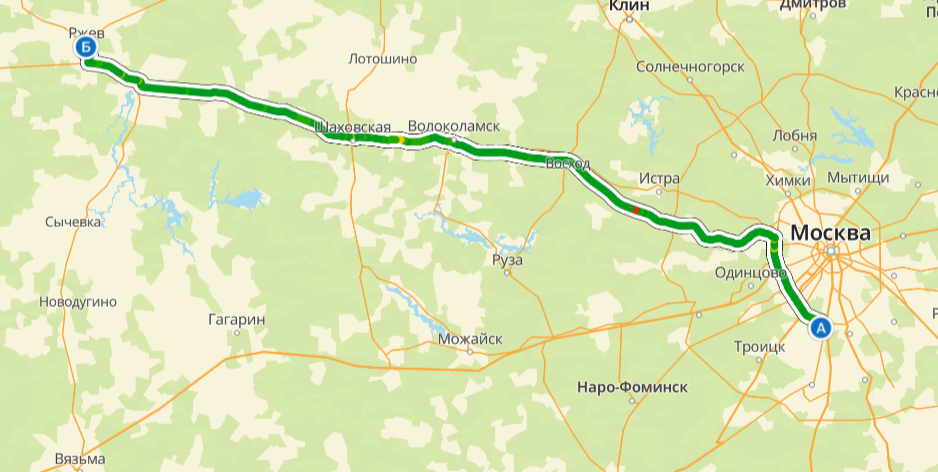 Клин
Дмитров
Ржев
Б
Лотошино
Солнечногорск
Шаховская
Волоколамск
Лобня
Восход
Истра
Химки
Мытищи
Сычевка
Москва
Руза
Одинцово
Новодугино
Гагарин
А
Можайск
Троицк
Наро-Фоминск
Вязьма